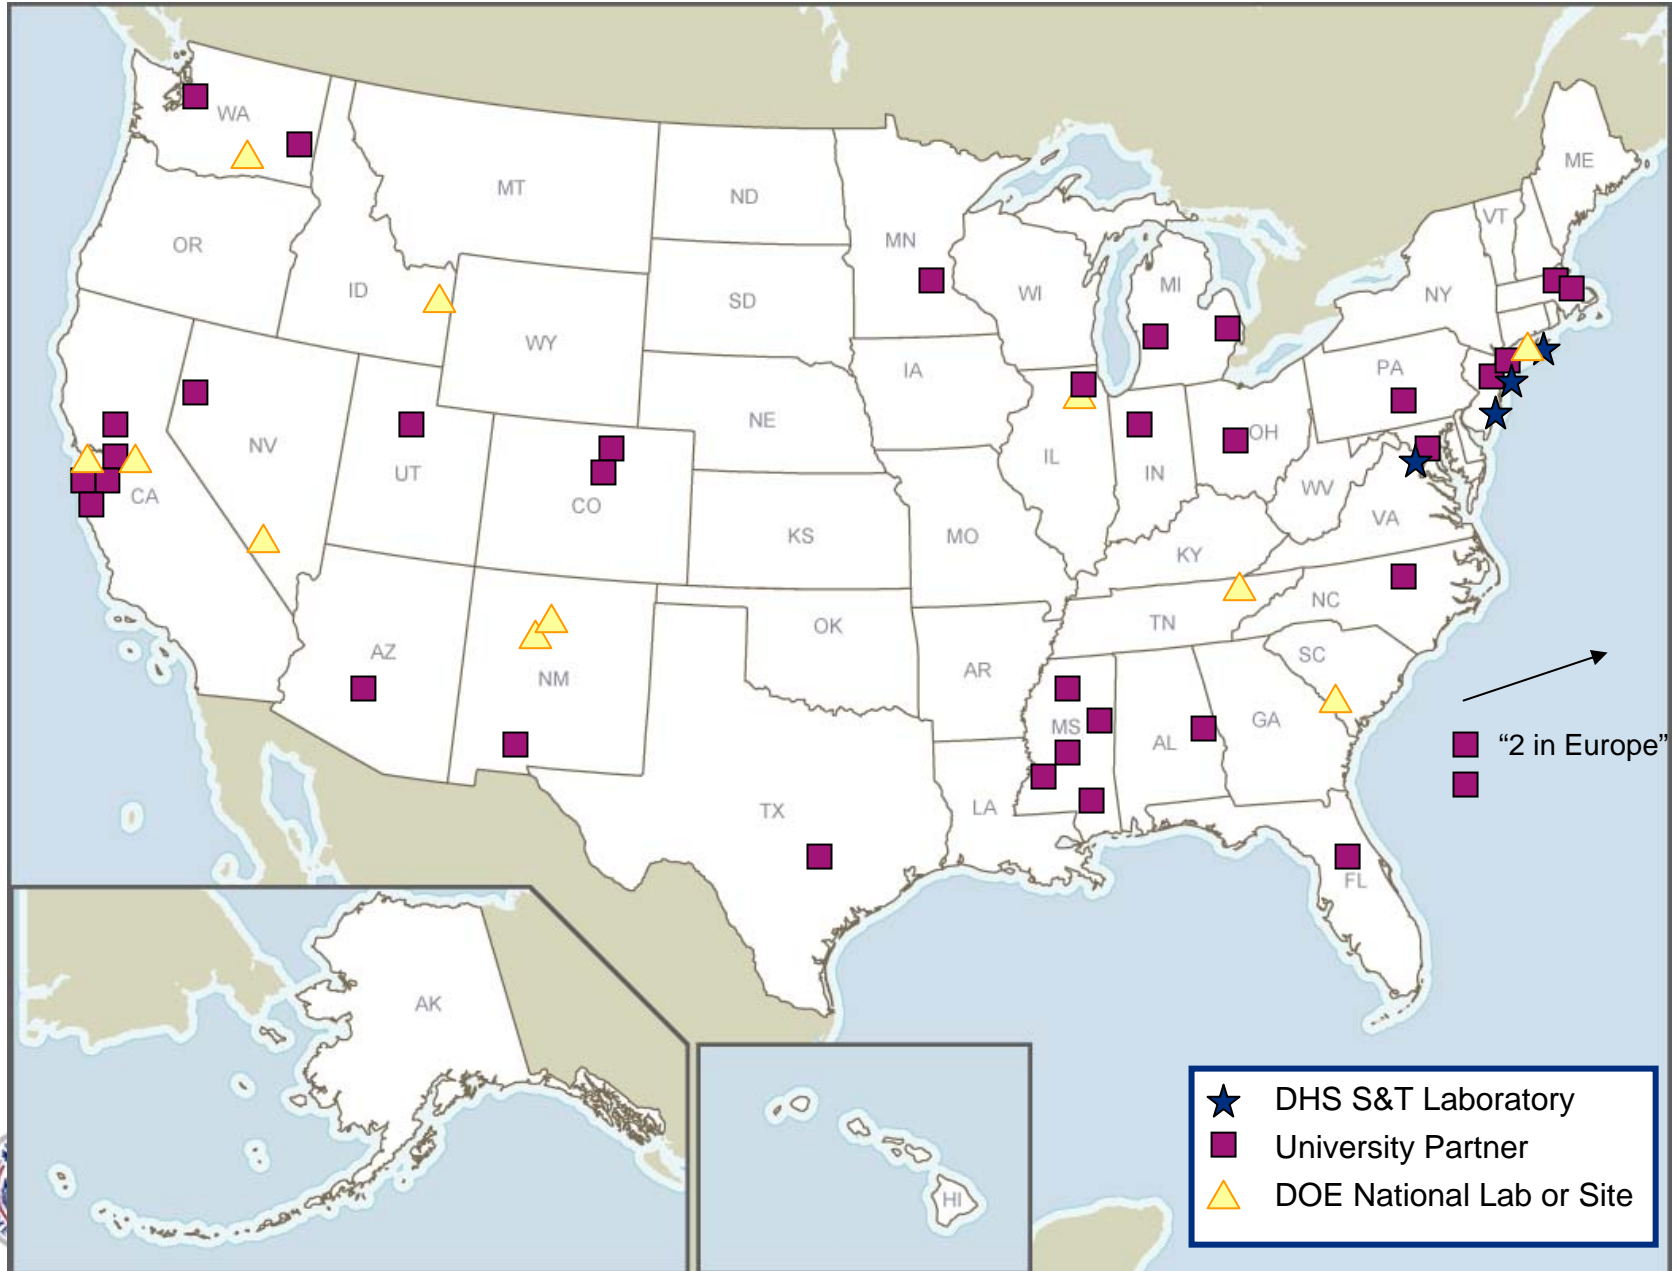 WA
ME
MT
VT
ND
OR
MN
MI
ID
SD
WI
NY
WY
IA
PA
NE
OH
NV
IL
IN
UT
WV
CA
CO
VA
KS
MO
KY
NC
TN
OK
AZ
SC
AR
NM
GA
MS
AL
“2 in Europe”
LA
TX
FL
AK
DHS S&T Laboratory
University Partner
DOE National Lab or Site
HI